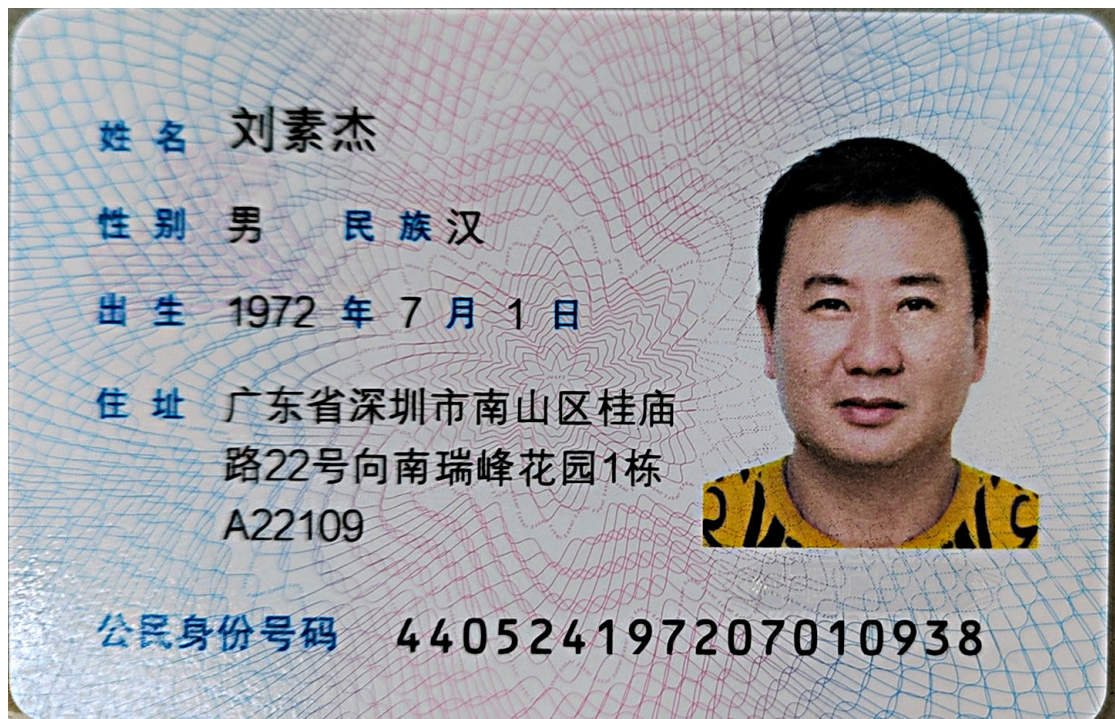 姓名 刘素杰
性别 男 民族 汉
出生 1972 年 7 月 1 日
住址 广东省深圳市南山区桂庙
路22号向南瑞峰花园1栋
A22109
公民身份号码 440524197207010938